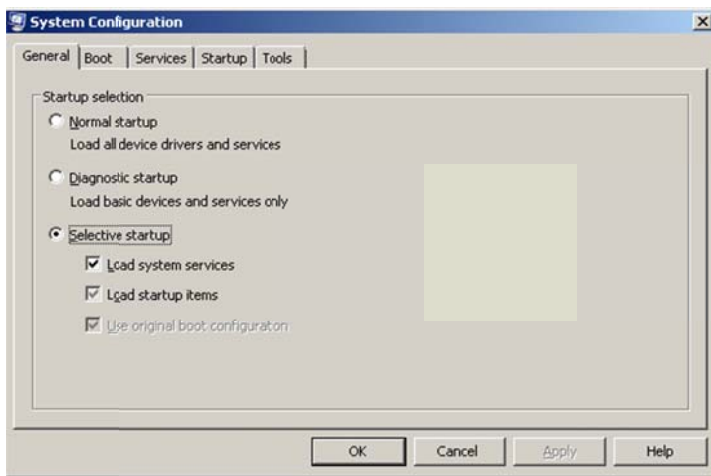 System Configuration
General Boot Services Startup Tools
Startup selection
Normal startup
Load all device drivers and services
Diagnostic startup
Load basic devices and services only
Selective startup
Load system services
Load startup items
Use original boot configuraton
OK Cancel Apply Help